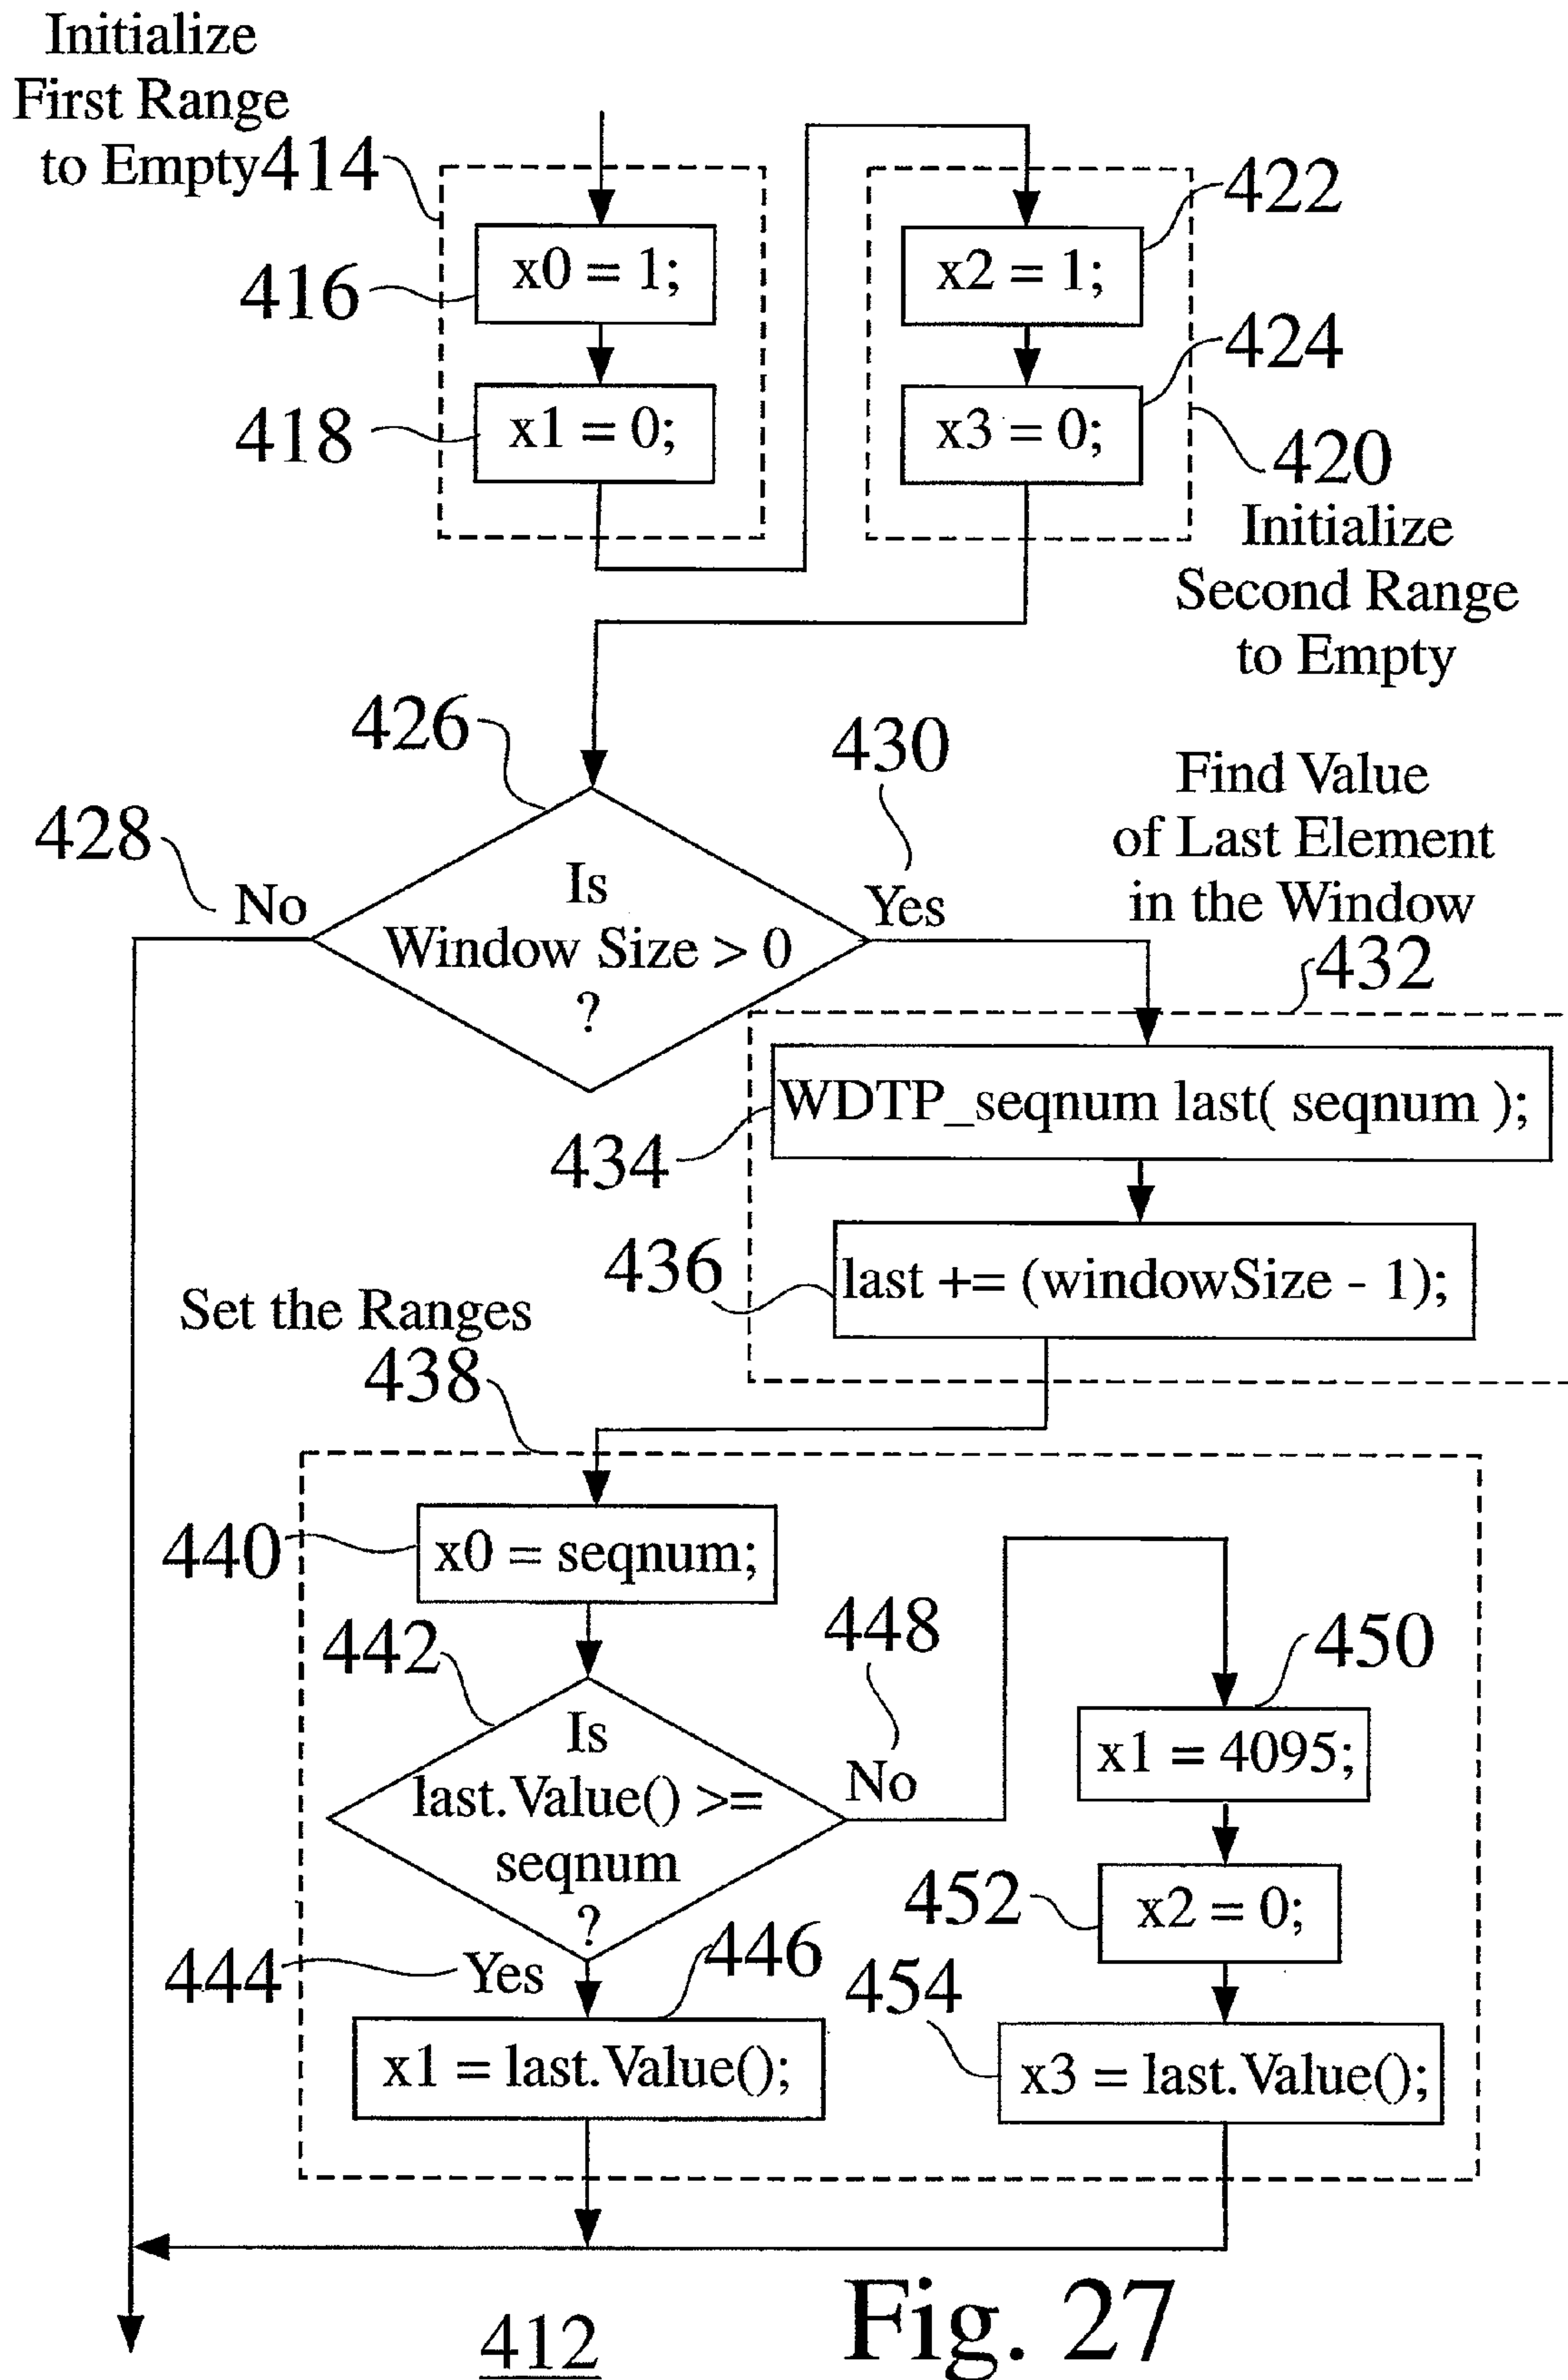 Initialize
First Range
to Empty 414
416
x0 = 1;
418
x1 = 0;
422
x2 = 1;
424
x3 = 0;
420
Initialize
Second Range
to Empty
426
428
No
Is
Window Size > 0
?
430
Yes
Find Value
of Last Element
in the Window
432
434
WDTP_seqnum last( seqnum );
436
last += (windowSize - 1);
Set the Ranges
438
440
x0 = seqnum;
442
Is
last.Value() >=
seqnum
?
448
No
450
x1 = 4095;
452
x2 = 0;
444
Yes
446
x1 = last.Value();
454
x3 = last.Value();
412
Fig. 27